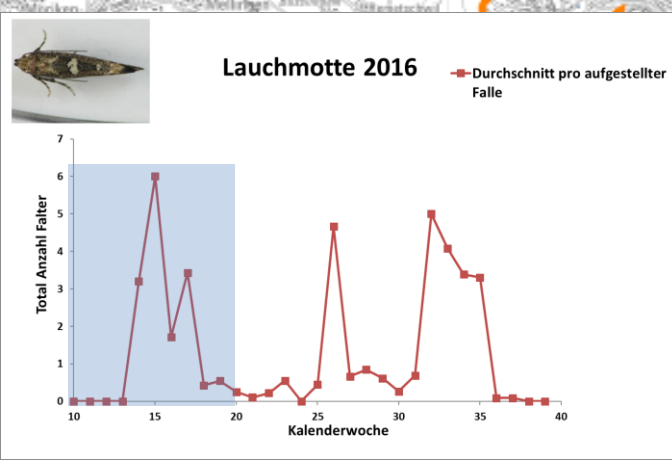 Lauchmotte 2016
Durchschnitt pro aufgestellter
Falle
Total Anzahl Falter
7
6
5
4
3
2
1
0
10 15 20 25 30 35 40
Kalenderwoche